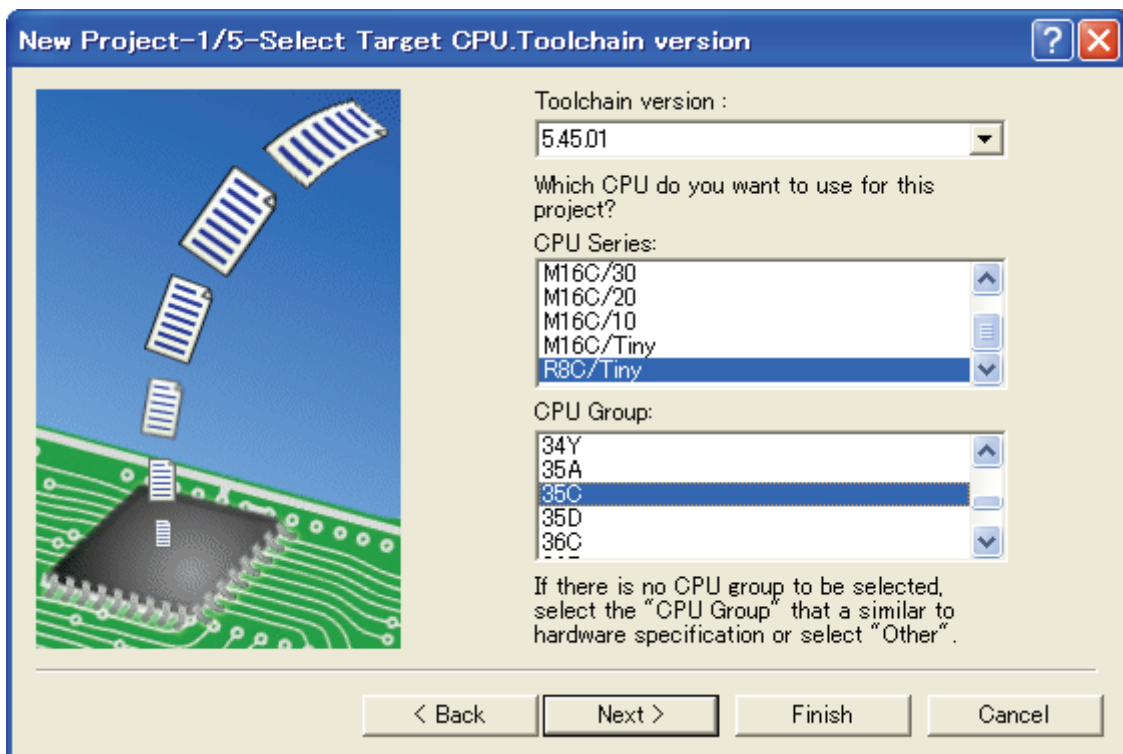 New Project-1/5-Select Target CPU.Toolchain version
Toolchain version :
5.45.01
Which CPU do you want to use for this
project?
CPU Series:
M16C/30
M16C/20
M16C/10
M16C/Tiny
R8C/Tiny
CPU Group:
34Y
35A
35C
35D
36C
If there is no CPU group to be selected,
select the "CPU Group" that a similar to
hardware specification or select "Other".
< Back
Next >
Finish
Cancel